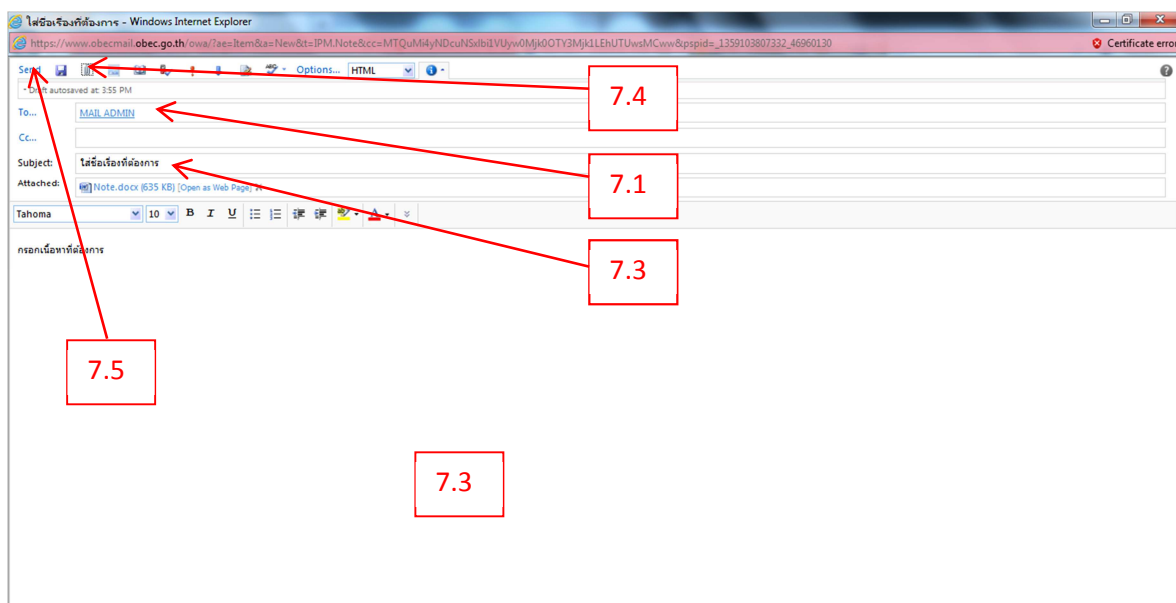 ใส่ชื่อเรื่องที่ต้องการ - Windows Internet Explorer
https://www.obecmail.obec.go.th/owa/?ae=Item&a=New&t=IPM.Note&cc=MTQuMi4yNDcuNSxlbi1VUyw0Mjk0OTY3Mjk1LEhUTUwsMCww&pspid=_1359103807332_46960130 Certificate error
Send Options... HTML
Draft autosaved at: 3:55 PM
7.4
To... MAIL ADMIN
Cc...
Subject: ใส่ชื่อเรื่องที่ต้องการ
Attached: Note.docx (635 KB) [Open as Web Page] X
7.1
Tahoma 10 B I U
กรอกเนื้อหาที่ต้องการ
7.3
7.5
7.3